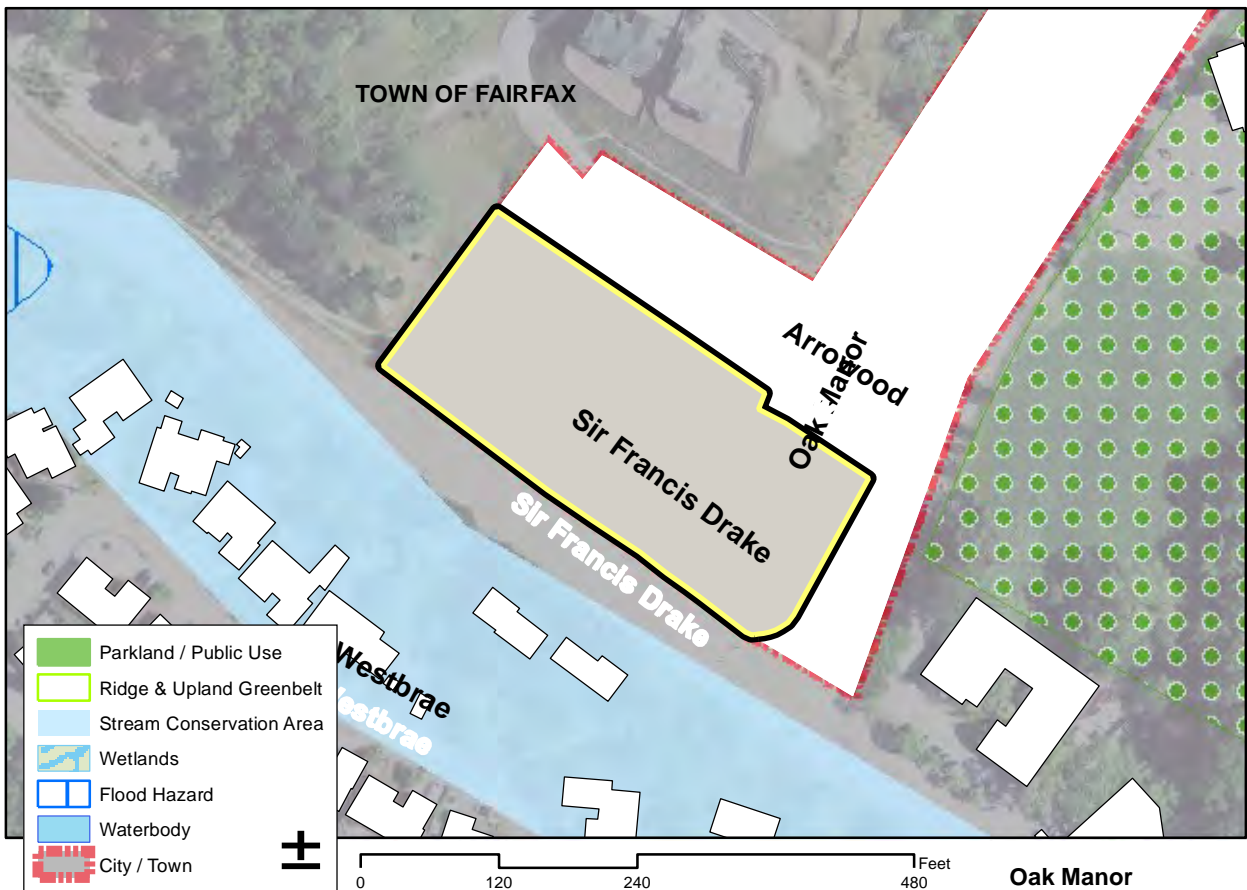 TOWN OF FAIRFAX
Arrowood
Oak Manor
Sir Francis Drake
Sir Francis Drake
Westbrae
Westbrae
Parkland / Public Use
Ridge & Upland Greenbelt
Stream Conservation Area
Wetlands
Flood Hazard
Waterbody
City / Town
±
Feet
0 120 240 480
Oak Manor